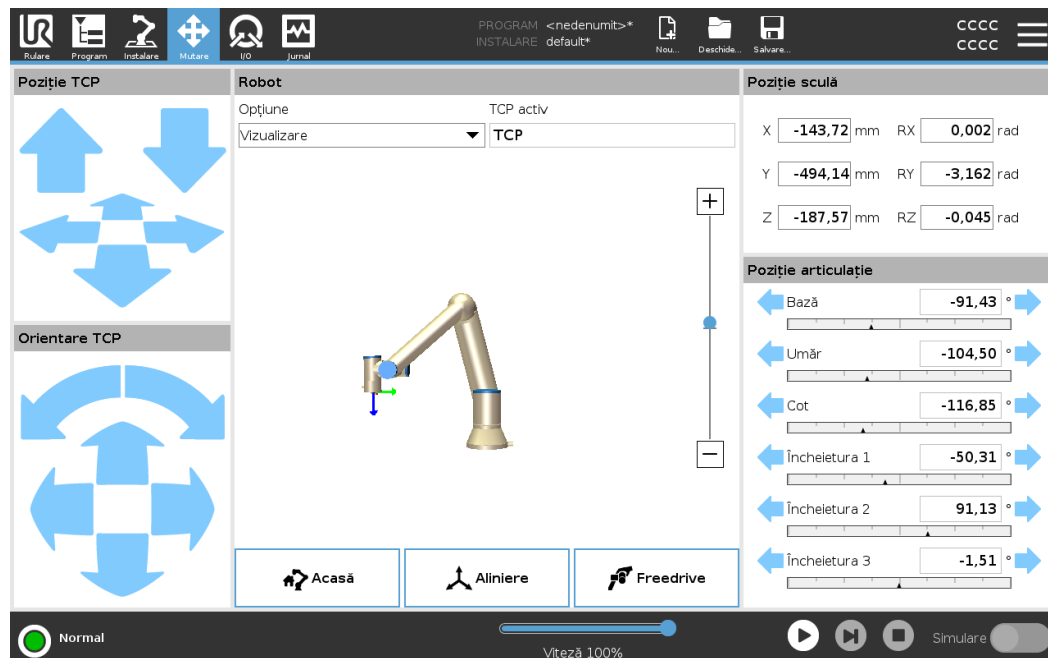 UR
Rulare
Program
Instalare
Mutare
I/O
Jurnal
PROGRAM <nedenumit>*
INSTALARE default*
Nou...
Deschide...
Salvare...
CCCC
CCCC
Poziție TCP
Orientare TCP
Robot
Opțiune TCP activ
Vizualizare TCP
Acasă
Aliniere
Freedrive
Poziție sculă
X -143,72 mm RX 0,002 rad
Y -494,14 mm RY -3,162 rad
Z -187,57 mm RZ -0,045 rad
Poziție articulație
Bază -91,43 °
Umăr -104,50 °
Cot -116,85 °
Încheietura 1 -50,31 °
Încheietura 2 91,13 °
Încheietura 3 -1,51 °
Normal
Viteză 100%
Simulare